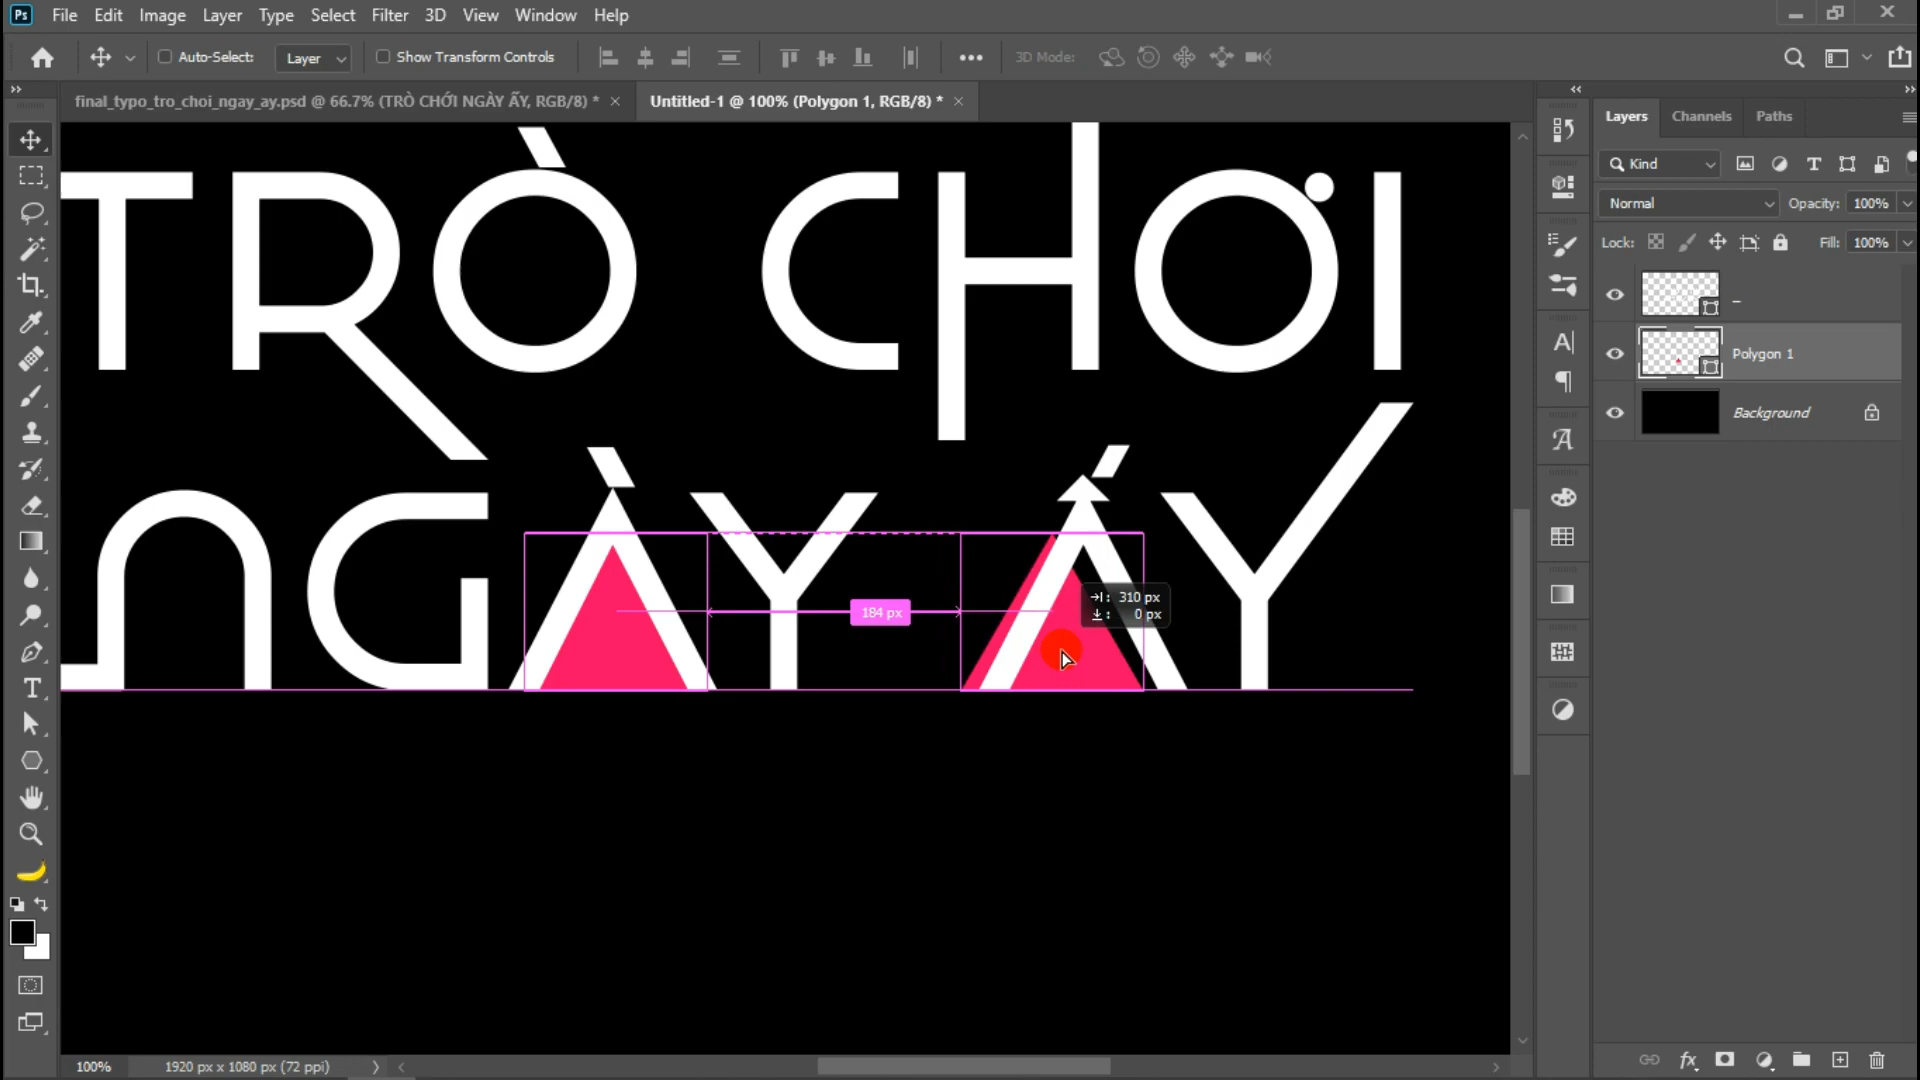 Ps File Edit Image Layer Type Select Filter 3D View Window Help
Auto-Select: Layer Show Transform Controls 3D Mode:
final_typo_tro_choi_ngay_ay.psd @ 66.7% (TRÒ CHỚI NGÀY ẤY, RGB/8) * × Untitled-1 @ 100% (Polygon 1, RGB/8) * ×
Layers Channels Paths
Kind
Normal Opacity: 100%
Lock: Fill: 100%
_
Polygon 1
Background
TRÒ CHƠI
NGÀY ẤY
310 px
0 px
184 px
100% 1920 px x 1080 px (72 ppi)